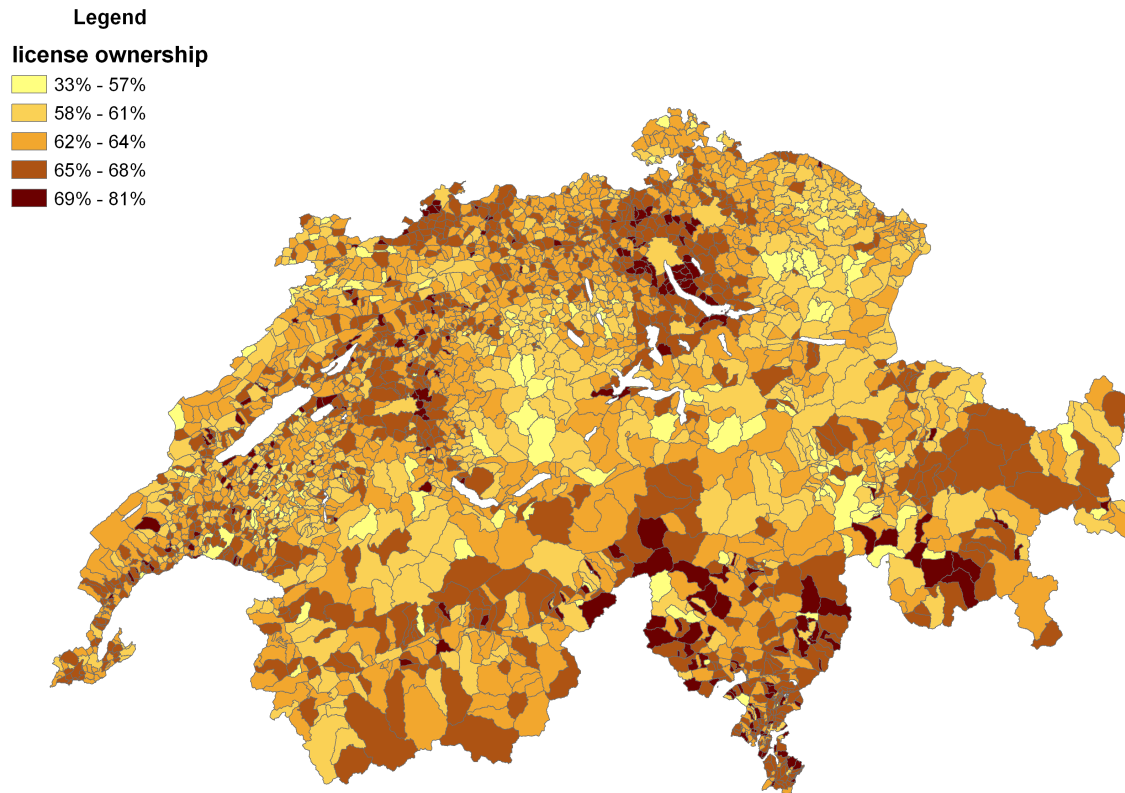 Legend
license ownership
33% - 57%
58% - 61%
62% - 64%
65% - 68%
69% - 81%